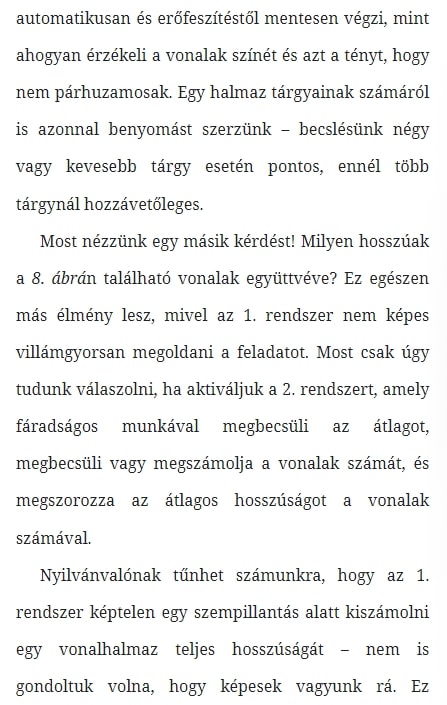 automatikusan és erőfeszítéstől mentesen végzi, mint
ahogyan érzékeli a vonalak színét és azt a tényt, hogy
nem párhuzamosak. Egy halmaz tárgyainak számáról
is azonnal benyomást szerzünk – becslésünk négy
vagy kevesebb tárgy esetén pontos, ennél több
tárgynál hozzávetőleges.
Most nézzünk egy másik kérdést! Milyen hosszúak
a 8. ábrán található vonalak együttvéve? Ez egészen
más élmény lesz, mivel az 1. rendszer nem képes
villámgyorsan megoldani a feladatot. Most csak úgy
tudunk válaszolni, ha aktiváljuk a 2. rendszert, amely
fáradságos munkával megbecsüli az átlagot,
megbecsüli vagy megszámolja a vonalak számát, és
megszorozza az átlagos hosszúságot a vonalak
számával.
Nyilvánvalónak tűnhet számunkra, hogy az 1.
rendszer képtelen egy szempillantás alatt kiszámolni
egy vonalhalmaz teljes hosszúságát – nem is
gondoltuk volna, hogy képesek vagyunk rá. Ez